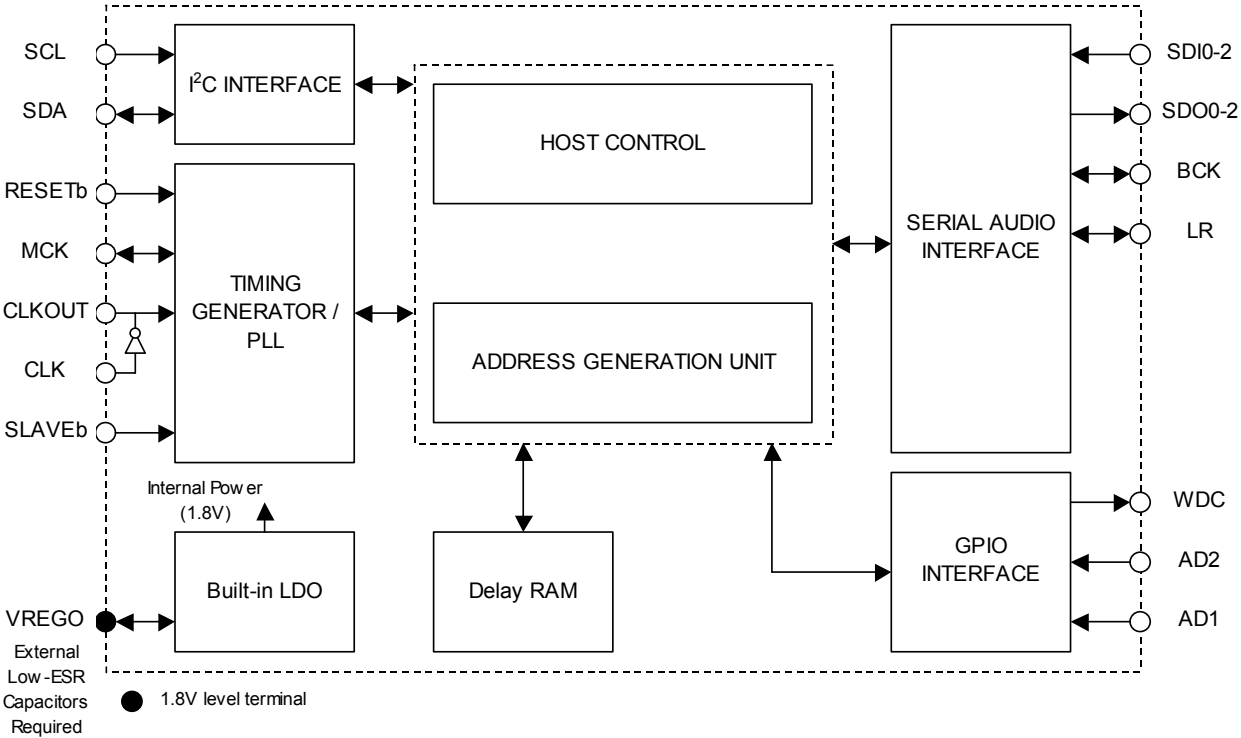 SCL
SDA
RESETb
MCK
CLKOUT
CLK
SLAVEb
VREGO
External
Low-ESR
Capacitors
Required
I²C INTERFACE
TIMING
GENERATOR /
PLL
Internal Power
(1.8V)
Built-in LDO
HOST CONTROL
ADDRESS GENERATION UNIT
Delay RAM
SERIAL AUDIO
INTERFACE
GPIO
INTERFACE
SDI0-2
SDO0-2
BCK
LR
WDC
AD2
AD1
1.8V level terminal